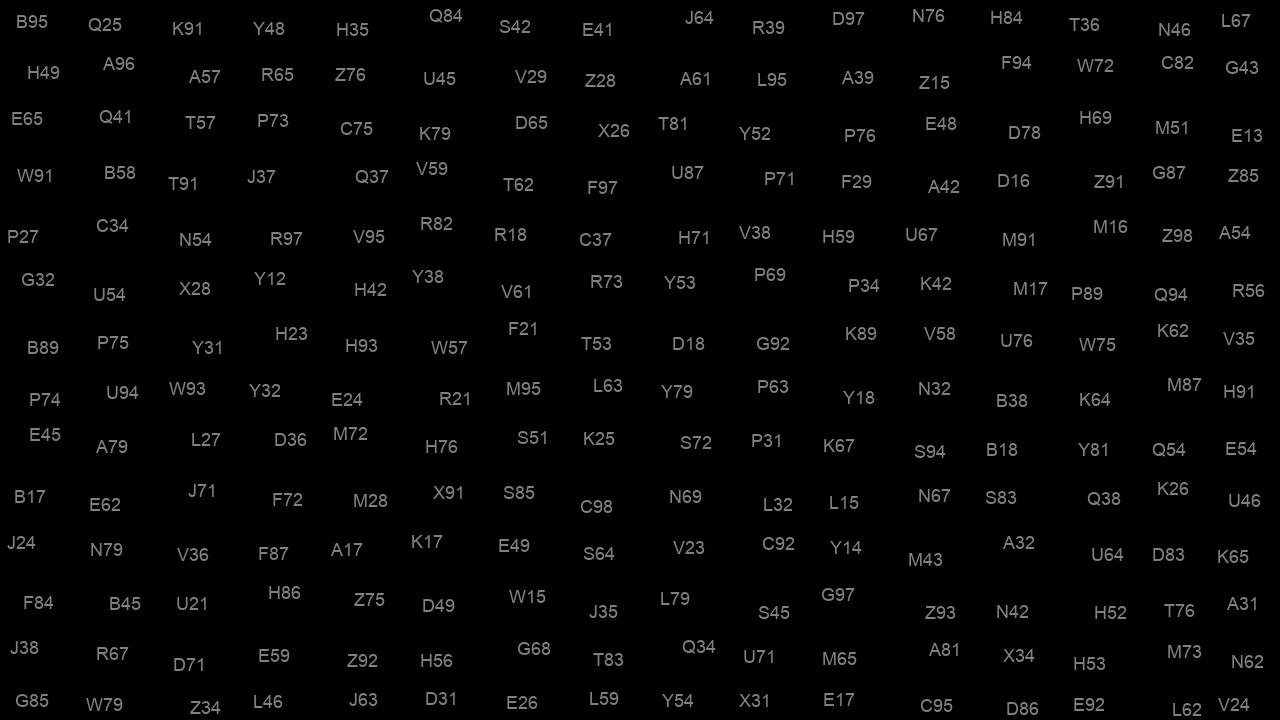 B95 Q25 K91 Y48 H35 Q84 S42 E41 J64 R39 D97 N76 H84 T36 N46 L67
H49 A96 A57 R65 Z76 U45 V29 Z28 A61 L95 A39 Z15 F94 W72 C82 G43
E65 Q41 T57 P73 C75 K79 D65 X26 T81 Y52 P76 E48 D78 H69 M51 E13
W91 B58 T91 J37 Q37 V59 T62 F97 U87 P71 F29 A42 D16 Z91 G87 Z85
P27 C34 N54 R97 V95 R82 R18 C37 H71 V38 H59 U67 M91 M16 Z98 A54
G32 U54 X28 Y12 H42 Y38 V61 R73 Y53 P69 P34 K42 M17 P89 Q94 R56
B89 P75 Y31 H23 H93 W57 F21 T53 D18 G92 K89 V58 U76 W75 K62 V35
P74 U94 W93 Y32 E24 R21 M95 L63 Y79 P63 Y18 N32 B38 K64 M87 H91
E45 A79 L27 D36 M72 H76 S51 K25 S72 P31 K67 S94 B18 Y81 Q54 E54
B17 E62 J71 F72 M28 X91 S85 C98 N69 L32 L15 N67 S83 Q38 K26 U46
J24 N79 V36 F87 A17 K17 E49 S64 V23 C92 Y14 M43 A32 U64 D83 K65
F84 B45 U21 H86 Z75 D49 W15 J35 L79 S45 G97 Z93 N42 H52 T76 A31
J38 R67 D71 E59 Z92 H56 G68 T83 Q34 U71 M65 A81 X34 H53 M73 N62
G85 W79 Z34 L46 J63 D31 E26 L59 Y54 X31 E17 C95 D86 E92 L62 V24